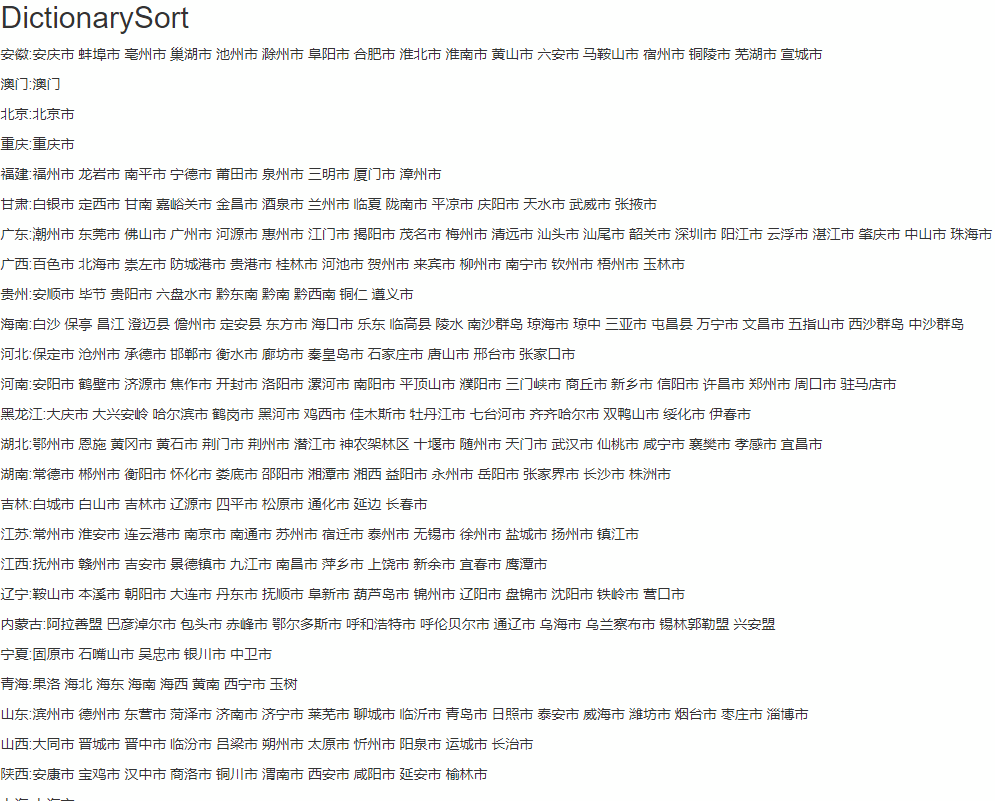 DictionarySort
安徽:安庆市 蚌埠市 亳州市 巢湖市 池州市 滁州市 阜阳市 合肥市 淮北市 淮南市 黄山市 六安市 马鞍山市 宿州市 铜陵市 芜湖市 宣城市
澳门:澳门
北京:北京市
重庆:重庆市
福建:福州市 龙岩市 南平市 宁德市 莆田市 泉州市 三明市 厦门市 漳州市
甘肃:白银市 定西市 甘南 嘉峪关市 金昌市 酒泉市 兰州市 临夏 陇南市 平凉市 庆阳市 天水市 武威市 张掖市
广东:潮州市 东莞市 佛山市 广州市 河源市 惠州市 江门市 揭阳市 茂名市 梅州市 清远市 汕头市 汕尾市 韶关市 深圳市 阳江市 云浮市 湛江市 肇庆市 中山市 珠海市
广西:百色市 北海市 崇左市 防城港市 贵港市 桂林市 河池市 贺州市 来宾市 柳州市 南宁市 钦州市 梧州市 玉林市
贵州:安顺市 毕节 贵阳市 六盘水市 黔东南 黔南 黔西南 铜仁 遵义市
海南:白沙 保亭 昌江 澄迈县 儋州市 定安县 东方市 海口市 乐东 临高县 陵水 南沙群岛 琼海市 琼中 三亚市 屯昌县 万宁市 文昌市 五指山市 西沙群岛 中沙群岛
河北:保定市 沧州市 承德市 邯郸市 衡水市 廊坊市 秦皇岛市 石家庄市 唐山市 邢台市 张家口市
河南:安阳市 鹤壁市 济源市 焦作市 开封市 洛阳市 漯河市 南阳市 平顶山市 濮阳市 三门峡市 商丘市 新乡市 信阳市 许昌市 郑州市 周口市 驻马店市
黑龙江:大庆市 大兴安岭 哈尔滨市 鹤岗市 黑河市 鸡西市 佳木斯市 牡丹江市 七台河市 齐齐哈尔市 双鸭山市 绥化市 伊春市
湖北:鄂州市 恩施 黄冈市 黄石市 荆门市 荆州市 潜江市 神农架林区 十堰市 随州市 天门市 武汉市 仙桃市 咸宁市 襄樊市 孝感市 宜昌市
湖南:常德市 郴州市 衡阳市 怀化市 娄底市 邵阳市 湘潭市 湘西 益阳市 永州市 岳阳市 张家界市 长沙市 株洲市
吉林:白城市 白山市 吉林市 辽源市 四平市 松原市 通化市 延边 长春市
江苏:常州市 淮安市 连云港市 南京市 南通市 苏州市 宿迁市 泰州市 无锡市 徐州市 盐城市 扬州市 镇江市
江西:抚州市 赣州市 吉安市 景德镇市 九江市 南昌市 萍乡市 上饶市 新余市 宜春市 鹰潭市
辽宁:鞍山市 本溪市 朝阳市 大连市 丹东市 抚顺市 阜新市 葫芦岛市 锦州市 辽阳市 盘锦市 沈阳市 铁岭市 营口市
内蒙古:阿拉善盟 巴彦淖尔市 包头市 赤峰市 鄂尔多斯市 呼和浩特市 呼伦贝尔市 通辽市 乌海市 乌兰察布市 锡林郭勒盟 兴安盟
宁夏:固原市 石嘴山市 吴忠市 银川市 中卫市
青海:果洛 海北 海东 海南 海西 黄南 西宁市 玉树
山东:滨州市 德州市 东营市 菏泽市 济南市 济宁市 莱芜市 聊城市 临沂市 青岛市 日照市 泰安市 威海市 潍坊市 烟台市 枣庄市 淄博市
山西:大同市 晋城市 晋中市 临汾市 吕梁市 朔州市 太原市 忻州市 阳泉市 运城市 长治市
陕西:安康市 宝鸡市 汉中市 商洛市 铜川市 渭南市 西安市 咸阳市 延安市 榆林市